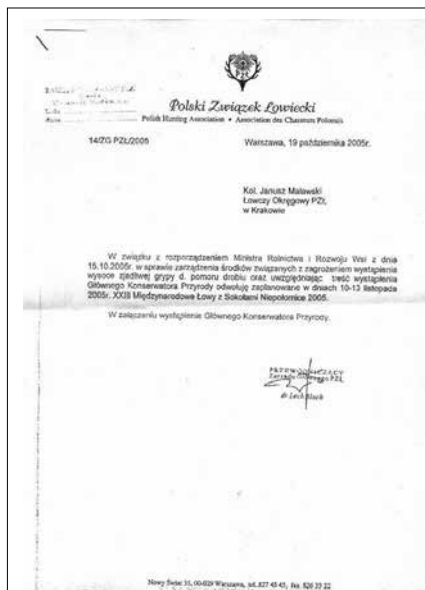 PZŁ
Polski Związek Łowiecki
Polish Hunting Association • Association des Chasseurs Polonais
14/ZG PZŁ/2005
Warszawa, 19 października 2005r.
Kol. Janusz
Łowczy Okręgowy PZŁ
w Krakowie
W związku z rozporządzeniem Ministra Rolnictwa i Rozwoju Wsi z dnia
15.10.2005r. w sprawie zarządzenia środków związanych z zagrożeniem wystąpienia
wysoce zjadliwej grypy d. pomoru drobiu oraz uwzględniając treść wystąpienia
Głównego Konserwatora Przyrody odwołuję zaplanowane w dniach 10-13 listopada
2005r. XXIII Międzynarodowe Łowy z Sokołami Niepołomice 2005.
W załączeniu wystąpienie Głównego Konserwatora Przyrody.
PRZEWODNICZĄCY
Zarządu Głównego PZŁ
dr Lech Bloch
Nowy Świat 35, 00-029 Warszawa, tel. 827 45 45, fax. 826 33 22